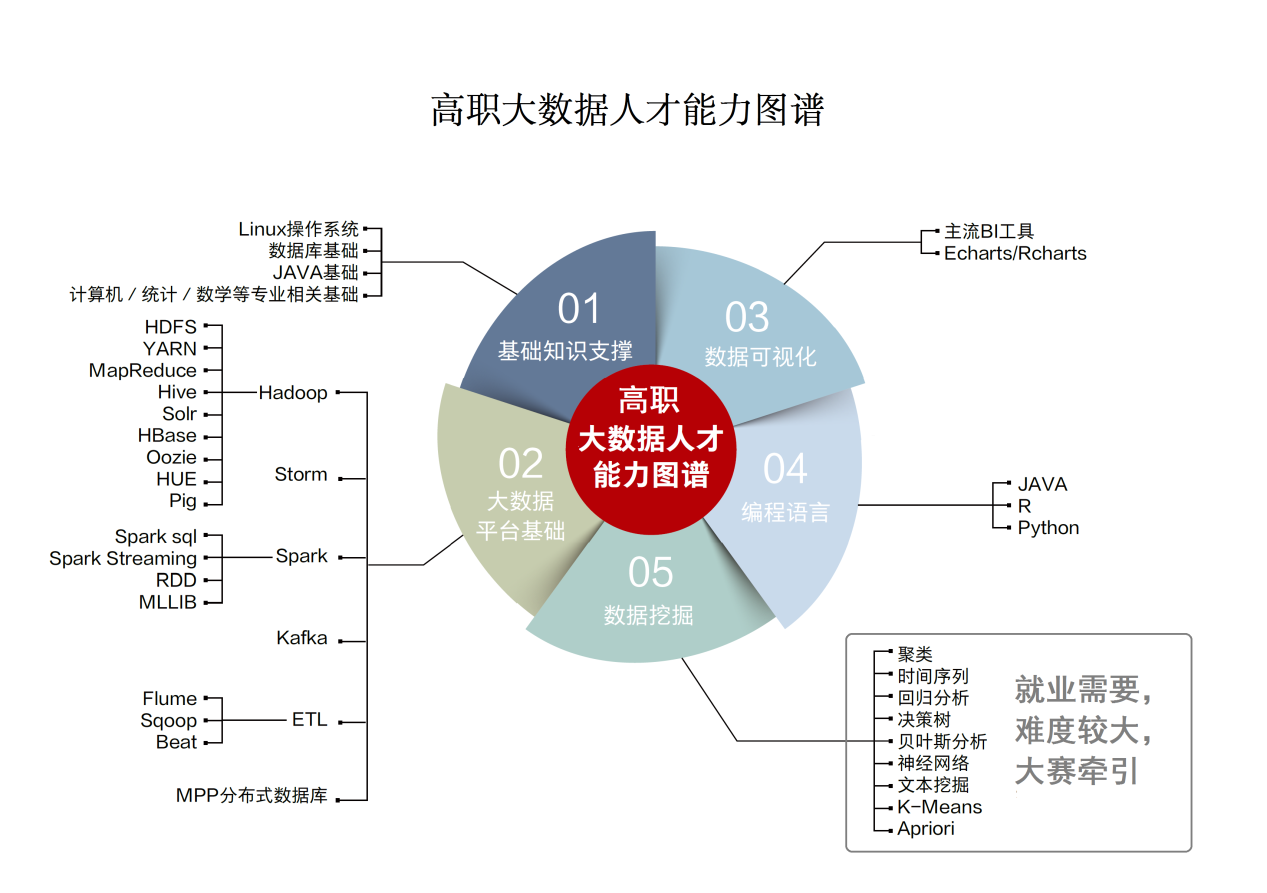 高职大数据人才能力图谱
Linux操作系统
数据库基础
JAVA基础
计算机 / 统计 / 数学等专业相关基础
HDFS
YARN
MapReduce
Hive
Solr
HBase
Oozie
HUE
Pig
Hadoop
Storm
Spark sql
Spark Streaming
RDD
MLLIB
Spark
Kafka
Flume
Sqoop
Beat
ETL
MPP分布式数据库
01
基础知识支撑
02
大数据
平台基础
高职
大数据人才
能力图谱
03
数据可视化
04
编程语言
05
数据挖掘
主流BI工具
Echarts/Rcharts
JAVA
R
Python
聚类
时间序列
回归分析
决策树
贝叶斯分析
神经网络
文本挖掘
K-Means
Apriori
就业需要，
难度较大，
大赛牵引